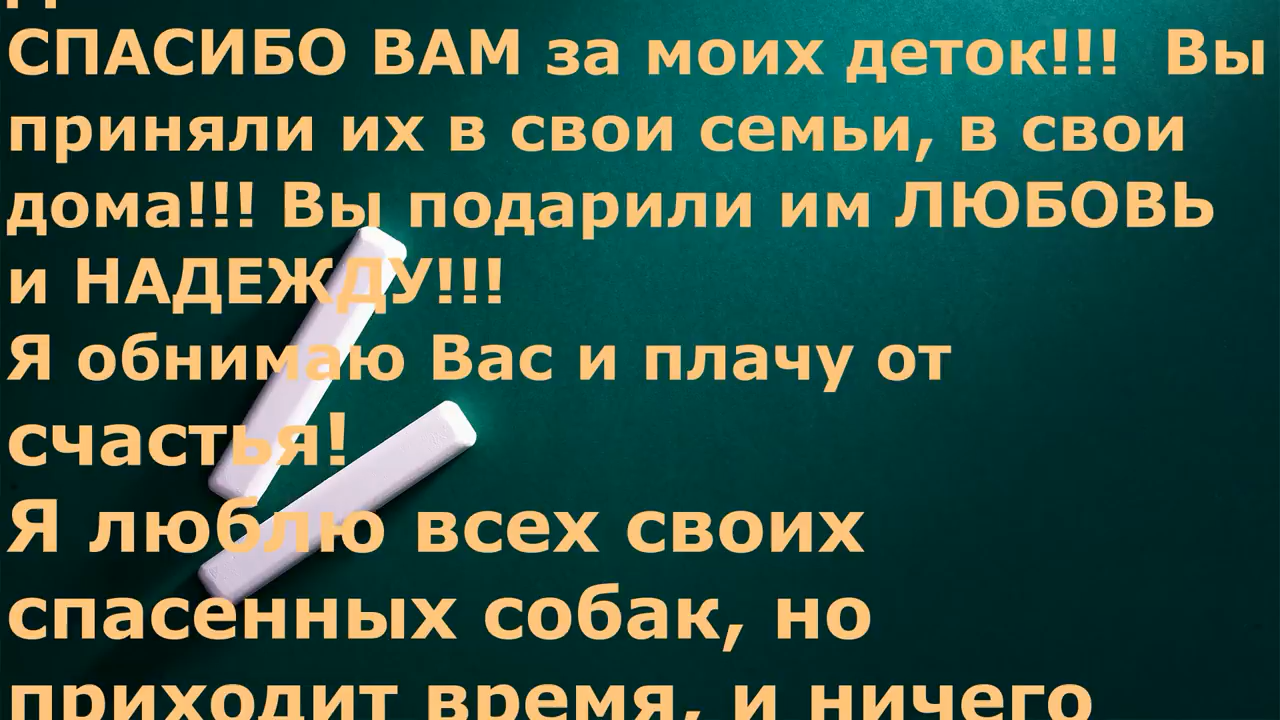 СПАСИБО ВАМ за моих деток!!! Вы
приняли их в свои семьи, в свои
дома!!! Вы подарили им ЛЮБОВЬ
и НАДЕЖДУ!!!
Я обнимаю Вас и плачу от
счастья!
Я люблю всех своих
спасенных собак, но
приходит время, и ничего